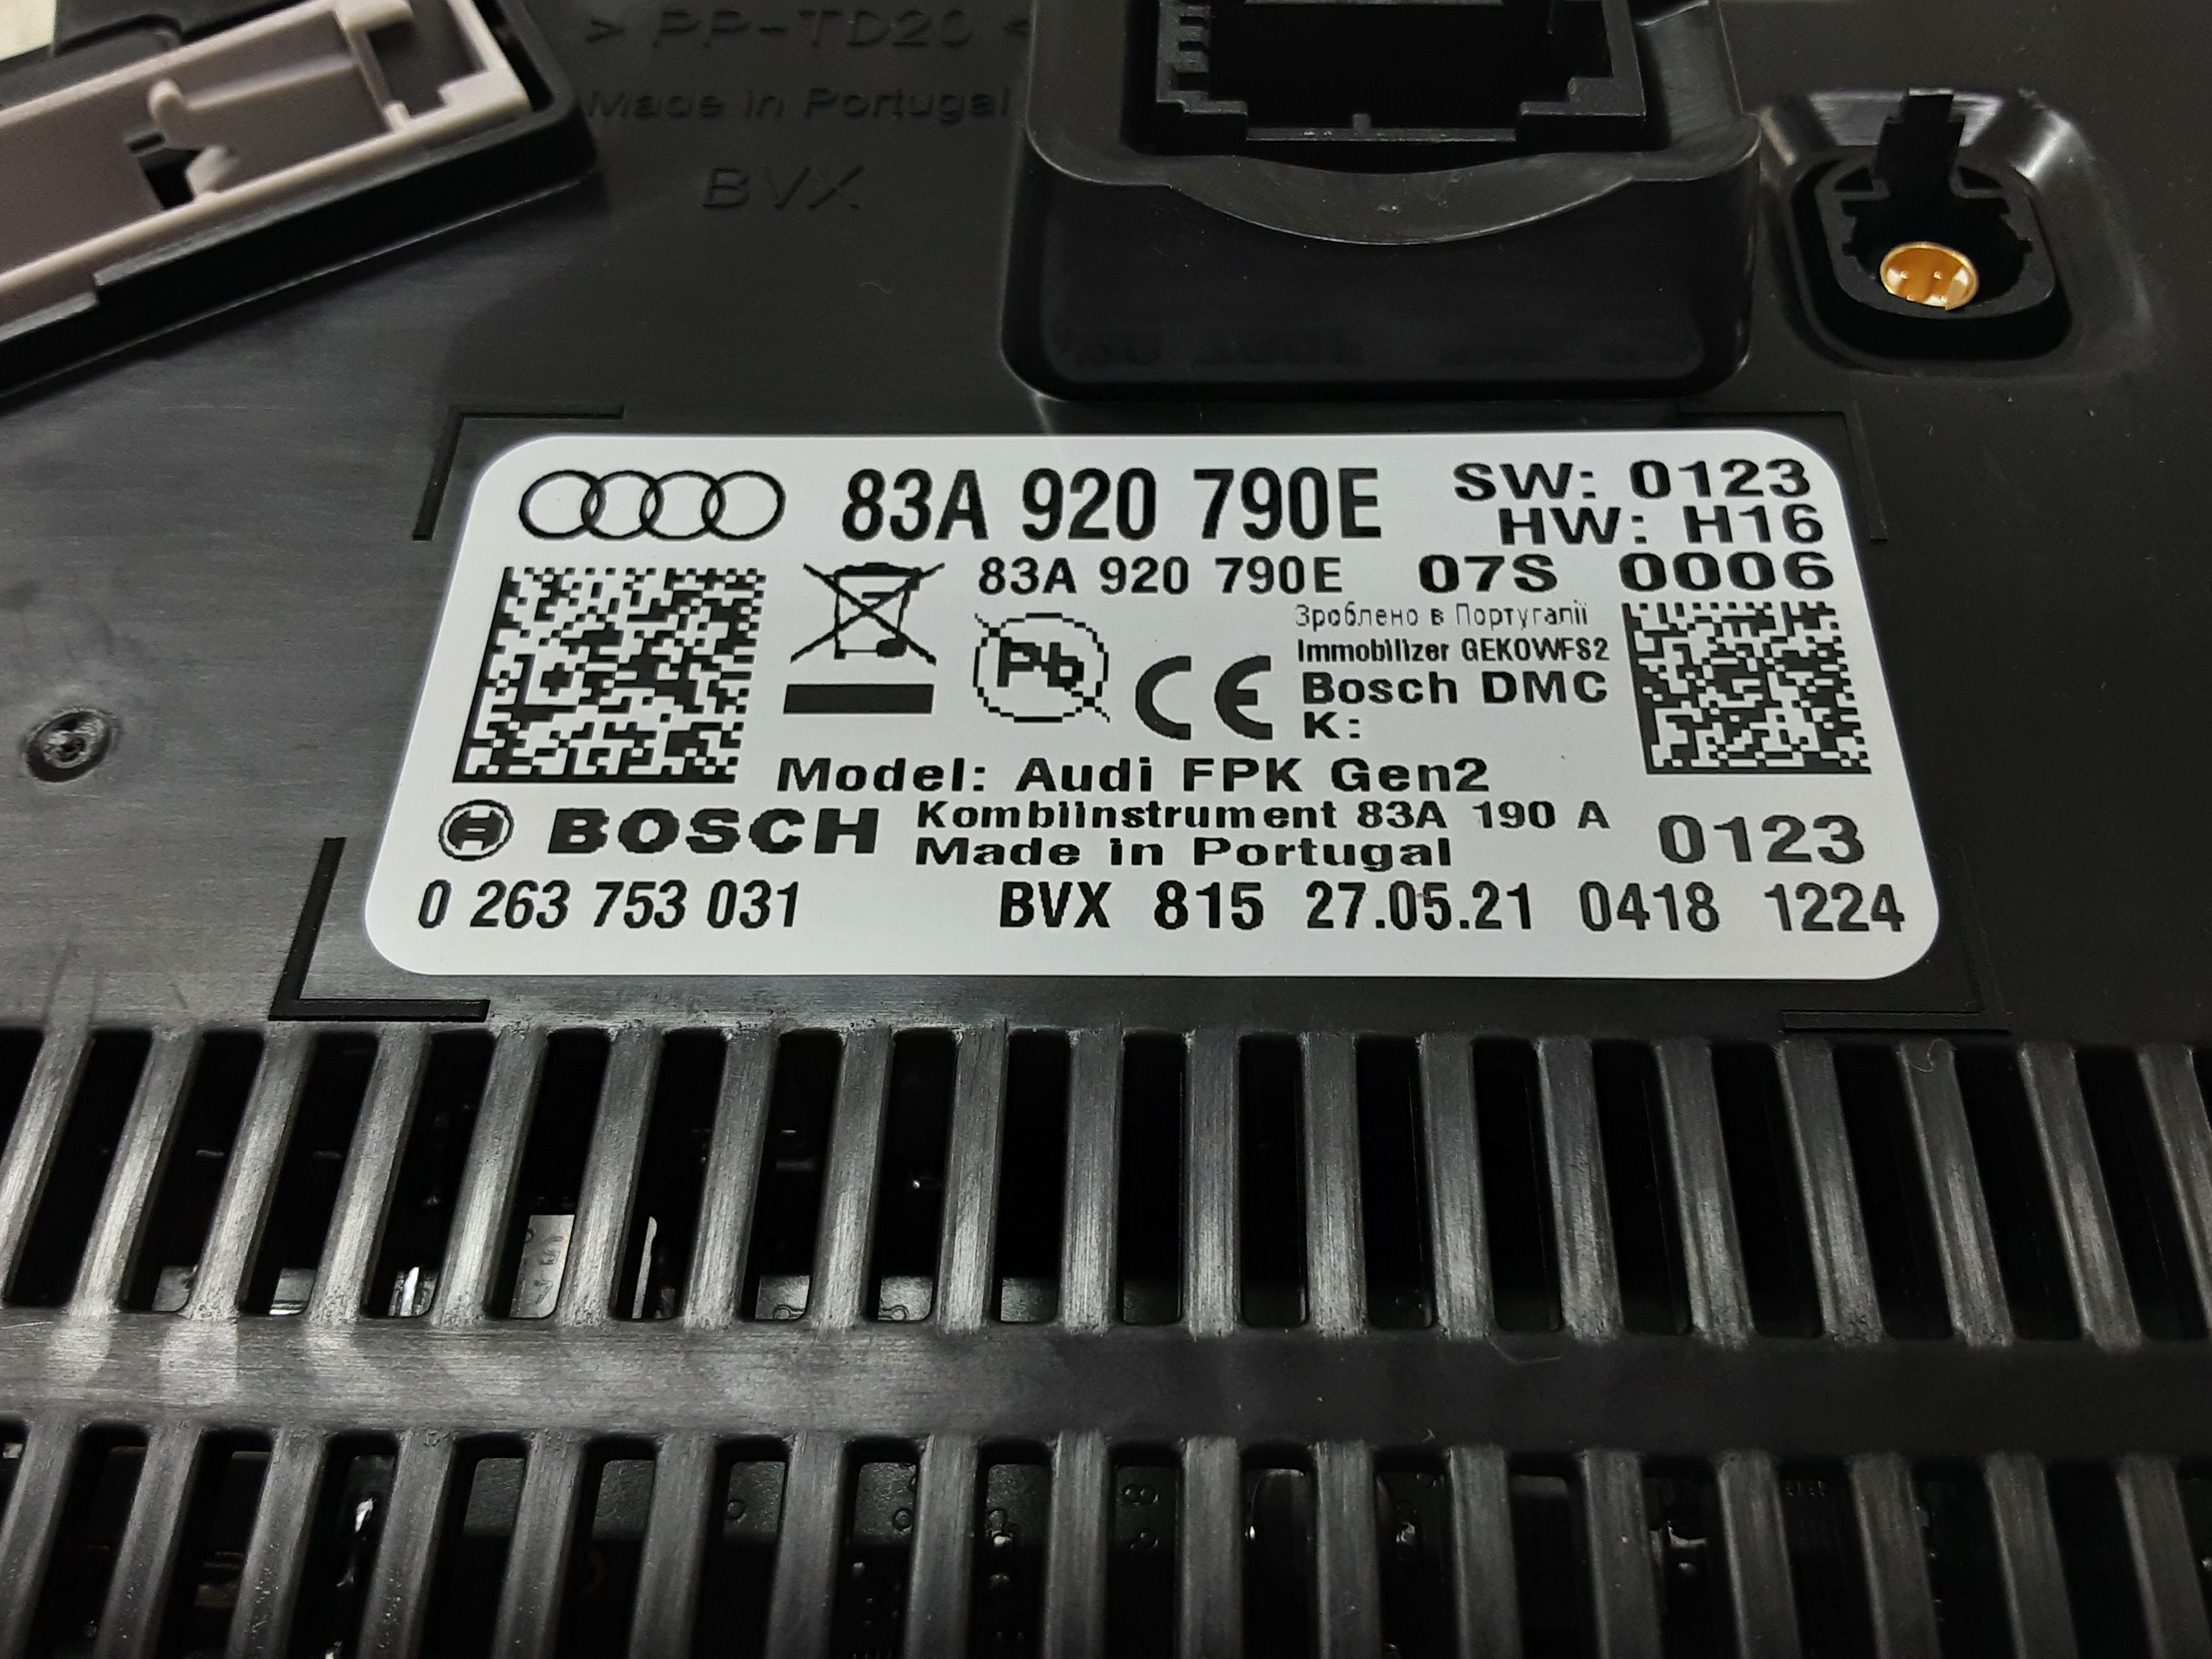 > PP-TD20 <
Made in Portugal
BVX
83A 920 790E
SW: 0123
HW: H16
83A 920 790E 07S 0006
Зроблено в Португалії
Immobilizer GEKOWFS2
Pb
CE
Bosch DMC
K:
Model: Audi FPK Gen2
BOSCH
Kombiinstrument 83A 190 A
Made in Portugal
0123
0 263 753 031
BVX 815 27.05.21 0418 1224